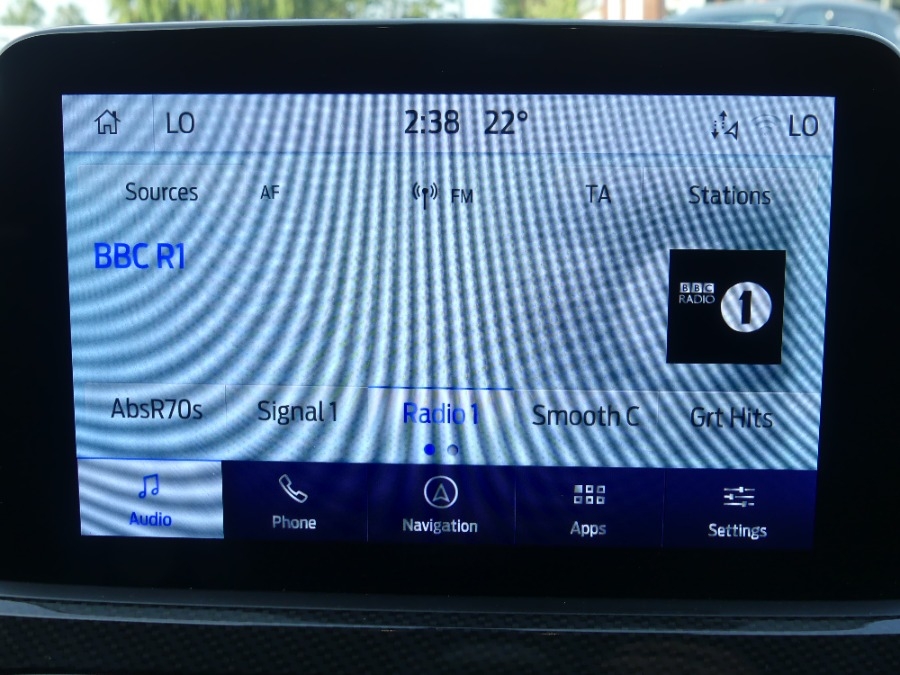 LO 2:38 22° LO
Sources AF FM TA Stations
BBC R1
BBC
RADIO 1
AbsR70s Signal 1 Radio 1 Smooth C Grt Hits
Audio Phone Navigation Apps Settings